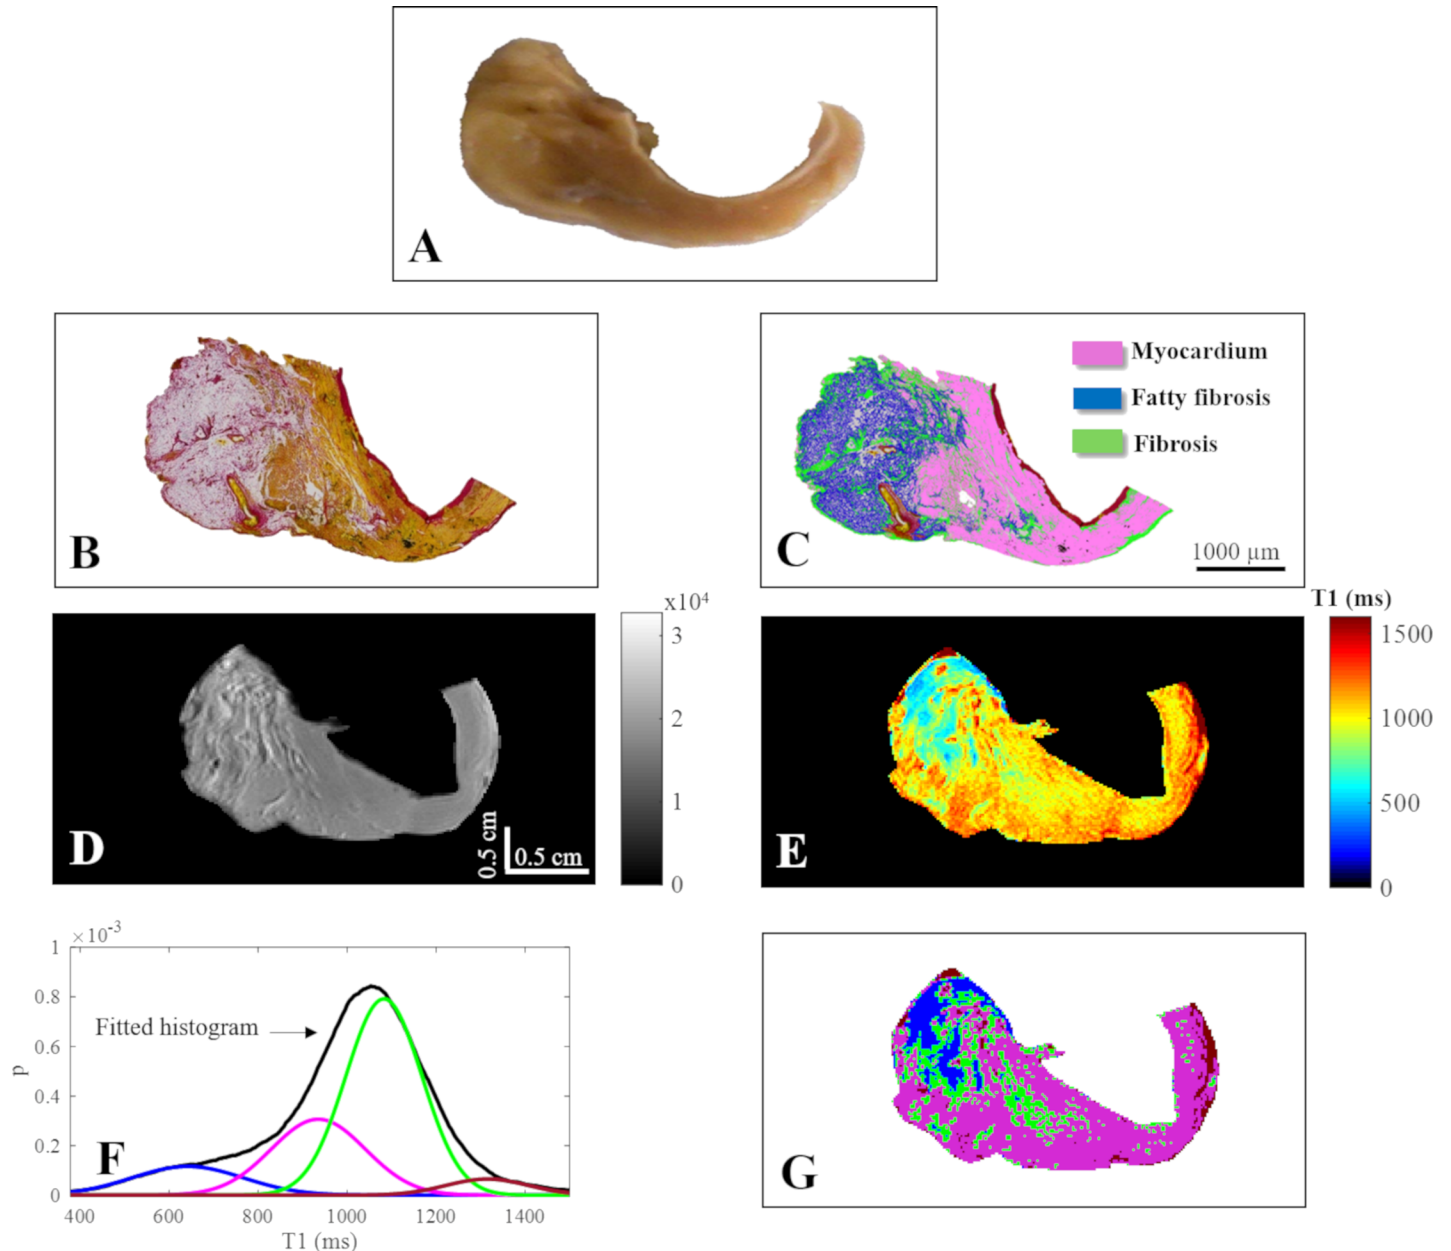 A
B
Myocardium
Fatty fibrosis
Fibrosis
C
1000 µm
x10⁴
3
2
1
0
D
0.5 cm
0.5 cm
T1 (ms)
1500
1000
500
0
E
×10⁻³
1
0.8
0.6
0.4
0.2
0
p
Fitted histogram
F
400 600 800 1000 1200 1400
T1 (ms)
G